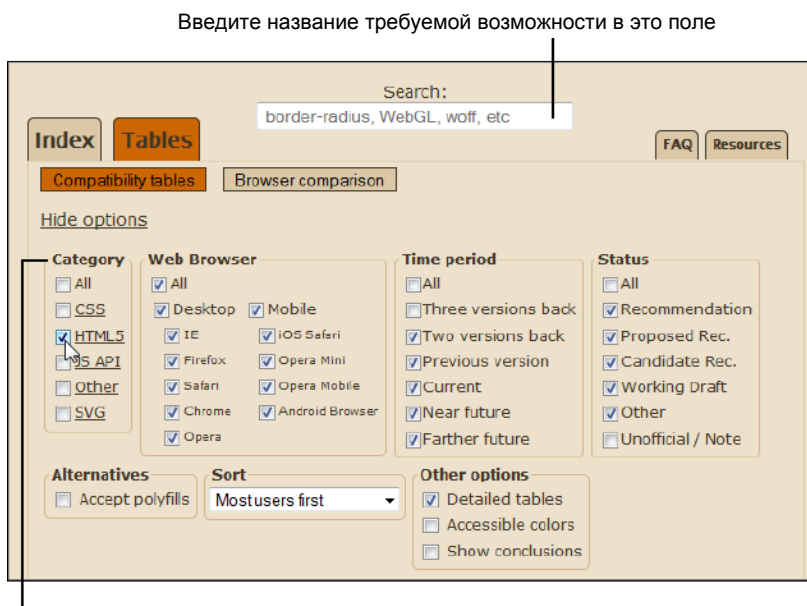 Введите название требуемой возможности в это поле
Search:
border-radius, WebGL, woff, etc
Index Tables
FAQ Resources
Compatibility tables Browser comparison
Hide options
Category Web Browser Time period Status
All All All All
CSS Desktop Mobile Three versions back Recommendation
HTML5 IE iOS Safari Two versions back Proposed Rec.
JS API Firefox Opera Mini Previous version Candidate Rec.
Other Safari Opera Mobile Current Working Draft
SVG Chrome Android Browser Near future Other
Opera Farther future Unofficial / Note
Alternatives Sort Other options
Accept polyfills Most users first Detailed tables
Accessible colors
Show conclusions